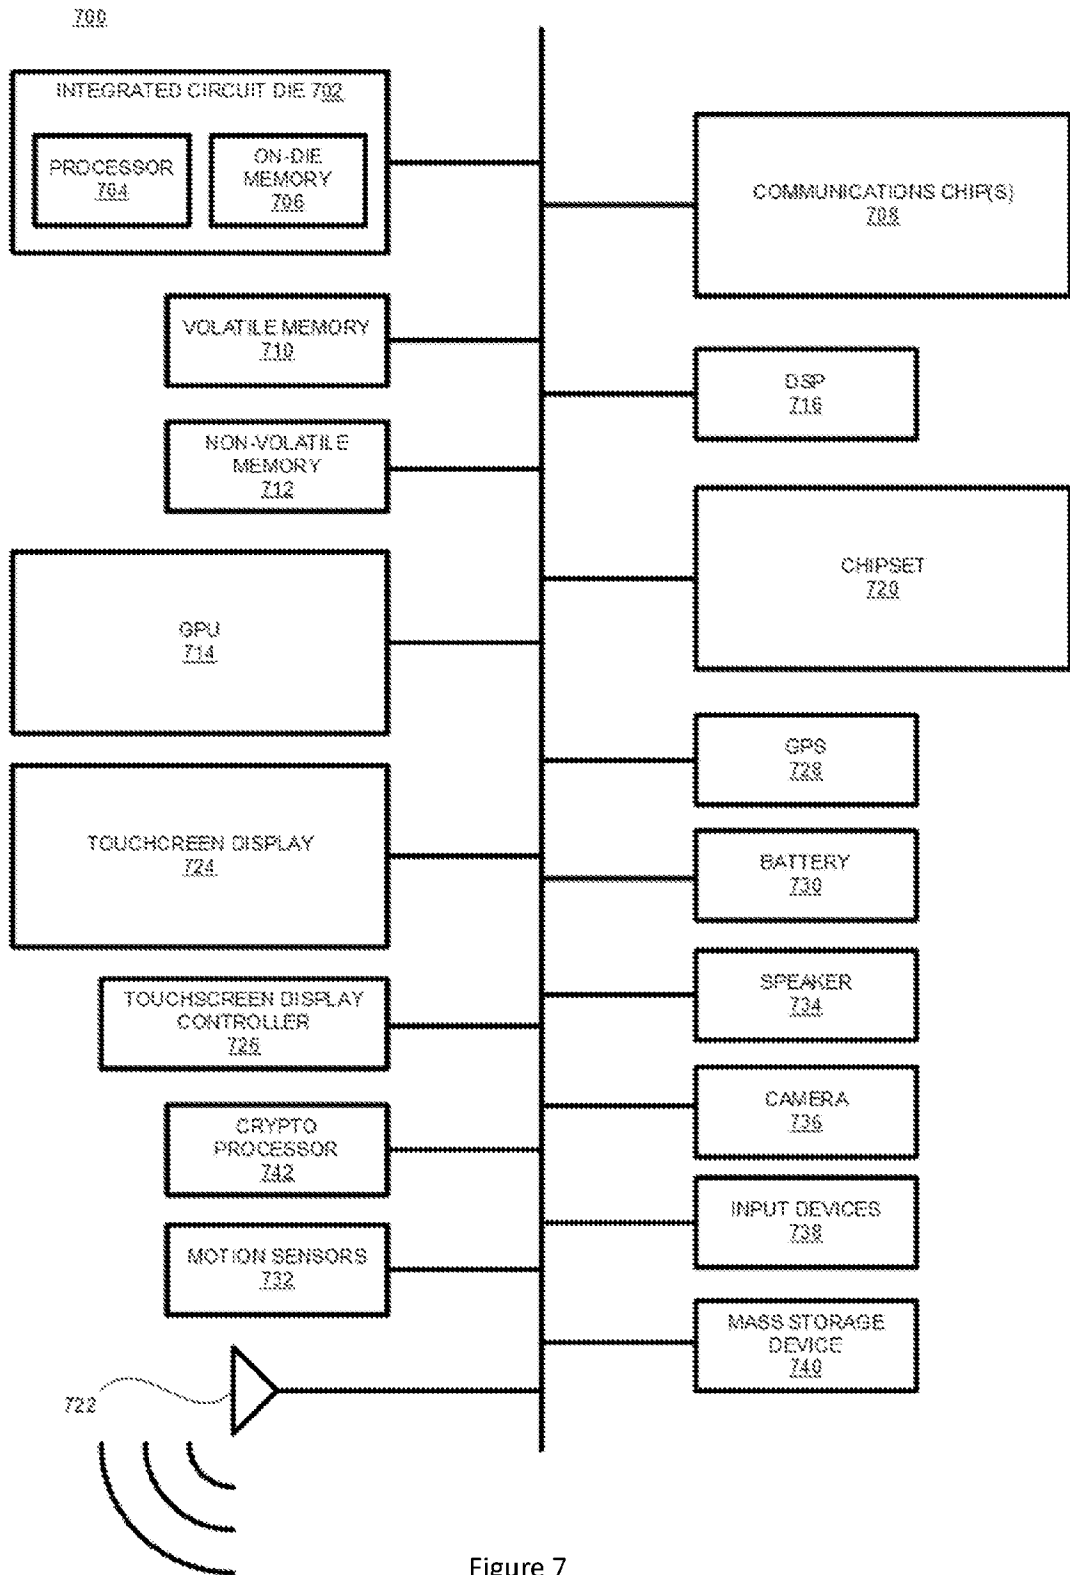 700
INTEGRATED CIRCUIT DIE 702
PROCESSOR
704
ON-DIE
MEMORY
706
COMMUNICATIONS CHIP(S)
708
VOLATILE MEMORY
710
DSP
716
NON-VOLATILE
MEMORY
712
CHIPSET
720
GPU
714
GPS
728
TOUCHSCREEN DISPLAY
724
BATTERY
730
SPEAKER
734
TOUCHSCREEN DISPLAY
CONTROLLER
726
CAMERA
736
CRYPTO
PROCESSOR
742
INPUT DEVICES
738
MOTION SENSORS
732
MASS STORAGE
DEVICE
740
722
Figure 7